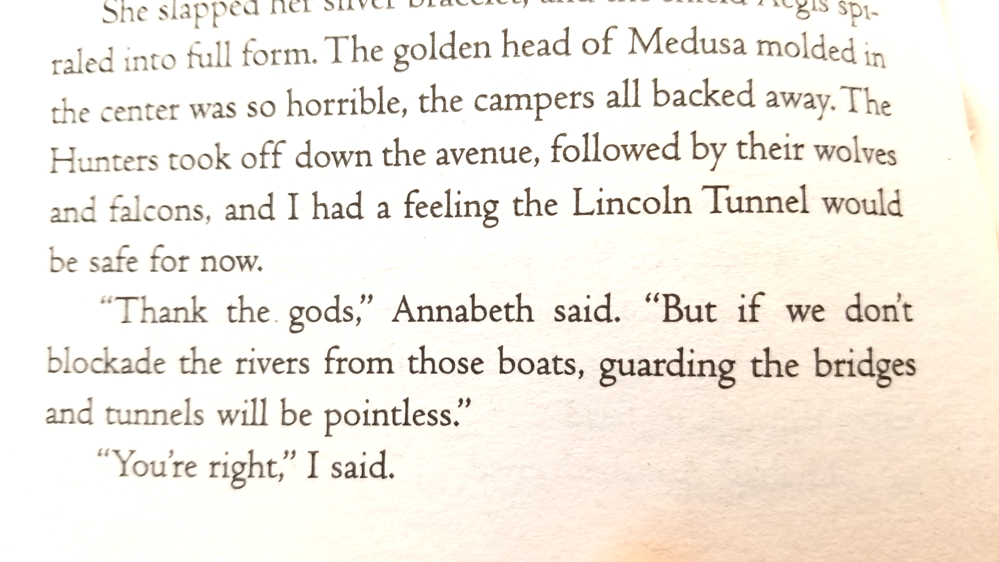 She slapped her silver bracelet, and the shield Aegis spi-
raled into full form. The golden head of Medusa molded in
the center was so horrible, the campers all backed away. The
Hunters took off down the avenue, followed by their wolves
and falcons, and I had a feeling the Lincoln Tunnel would
be safe for now.
“Thank the gods,” Annabeth said. “But if we don't
blockade the rivers from those boats, guarding the bridges
and tunnels will be pointless.”
“You're right,” I said.